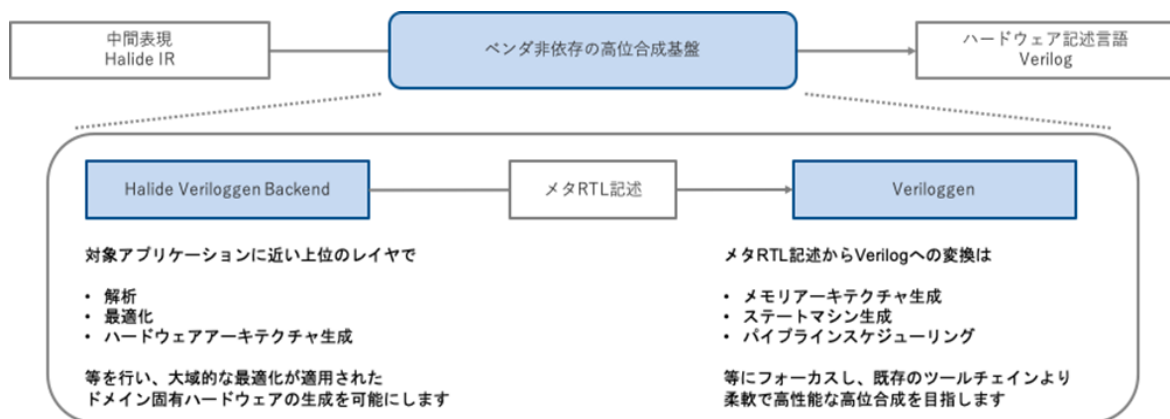 中間表現
Halide IR
ベンダ非依存の高位合成基盤
ハードウェア記述言語
Verilog
Halide Veriloggen Backend
メタRTL記述
Veriloggen
対象アプリケーションに近い上位のレイヤで
• 解析
• 最適化
• ハードウェアアーキテクチャ生成
等を行い、大域的な最適化が適用された
ドメイン固有ハードウェアの生成を可能にします
メタRTL記述からVerilogへの変換は
• メモリアーキテクチャ生成
• ステートマシン生成
• パイプラインスケジューリング
等にフォーカスし、既存のツールチェインより
柔軟で高性能な高位合成を目指します